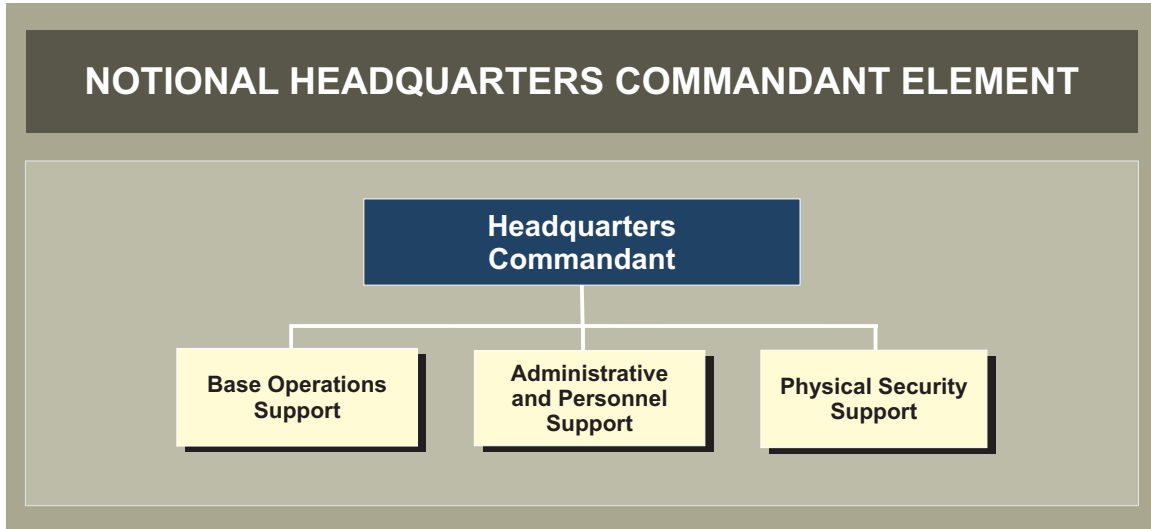 NOTIONAL HEADQUARTERS COMMANDANT ELEMENT
Headquarters
Commandant
Base Operations
Support
Administrative
and Personnel
Support
Physical Security
Support